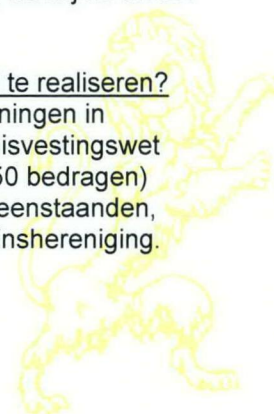 te realiseren?
ningen in
isvestingswet
50 bedragen)
eenstaanden,
nshereniging.